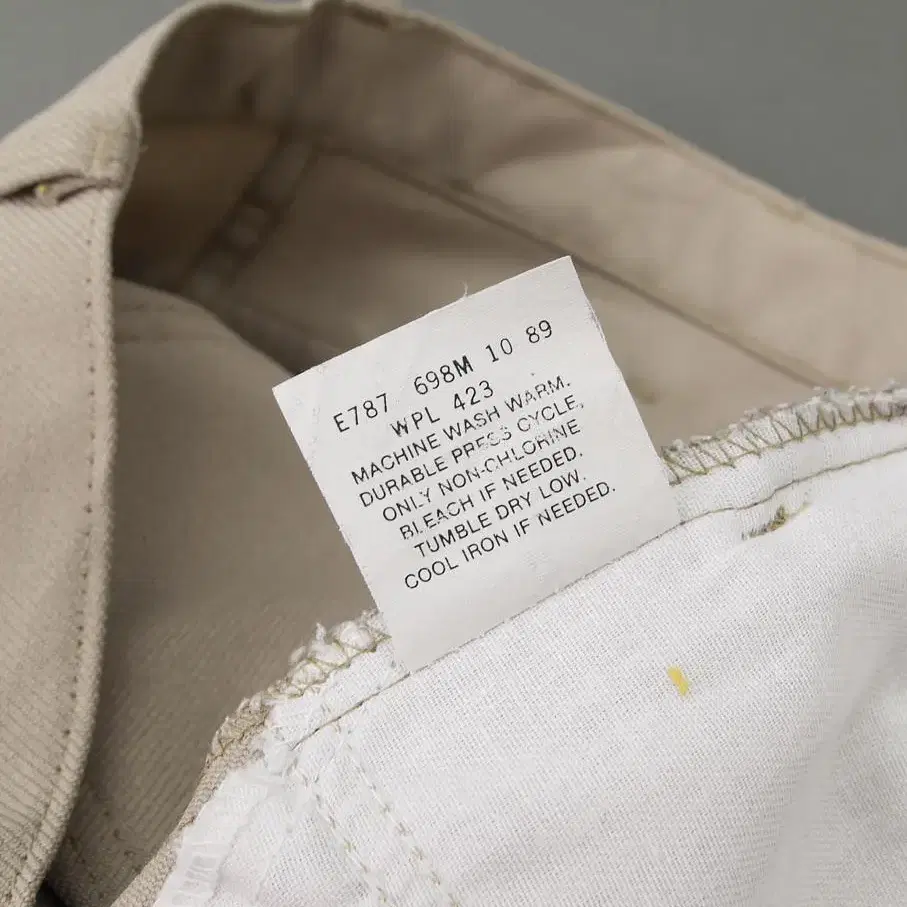 E787 698M 10 89
WPL 423
MACHINE WASH WARM.
DURABLE PRESS CYCLE,
ONLY NON-CHLORINE
BLEACH IF NEEDED.
TUMBLE DRY LOW.
COOL IRON IF NEEDED.